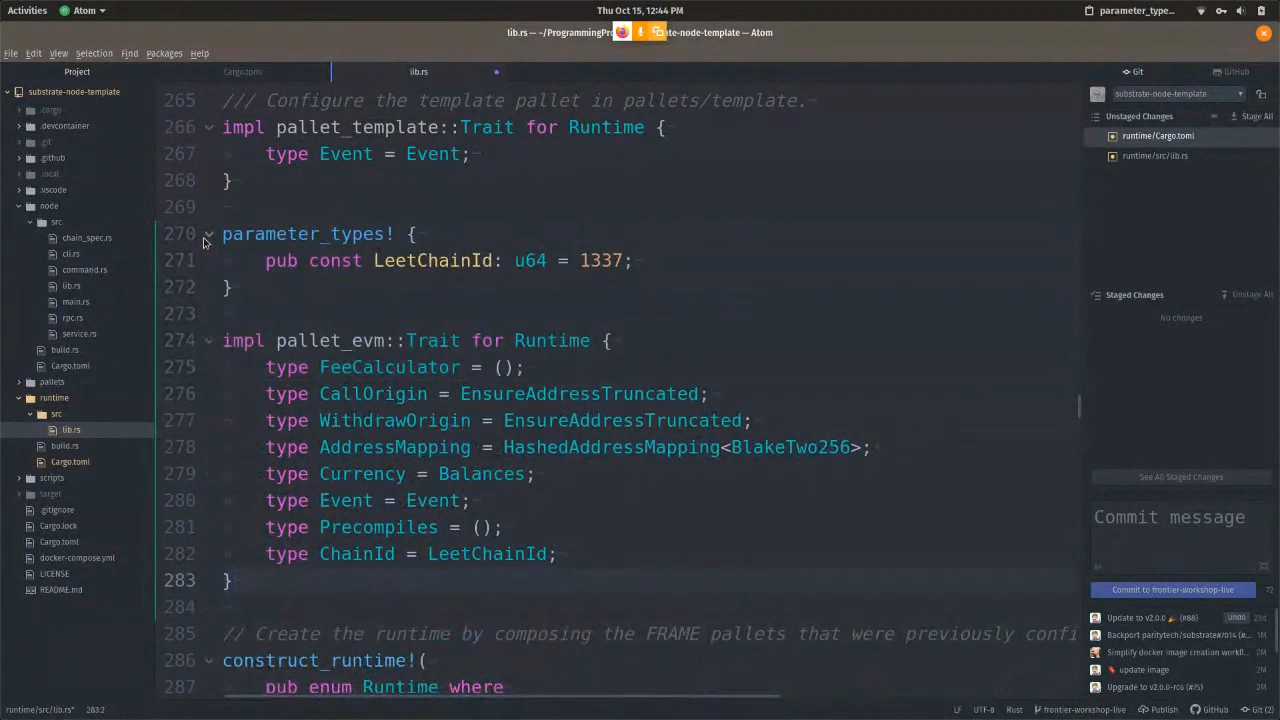 Activities
Atom
Thu Oct 15, 12:44 PM
parameter_type...
lib.rs — ~/ProgrammingPro
te-node-template — Atom
File Edit View Selection Find Packages Help
Project
Cargo.toml
lib.rs
Git
GitHub
substrate-node-template
.cargo
.devcontainer
.git
.github
.local
.vscode
node
src
chain_spec.rs
cli.rs
command.rs
lib.rs
main.rs
rpc.rs
service.rs
build.rs
Cargo.toml
pallets
runtime
src
lib.rs
build.rs
Cargo.toml
scripts
target
.gitignore
Cargo.lock
Cargo.toml
docker-compose.yml
LICENSE
README.md
265 /// Configure the template pallet in pallets/template.
266 impl pallet_template::Trait for Runtime {
267 type Event = Event;
268 }
269
270 parameter_types! {
271 pub const LeetChainId: u64 = 1337;
272 }
273
274 impl pallet_evm::Trait for Runtime {
275 type FeeCalculator = ();
276 type CallOrigin = EnsureAddressTruncated;
277 type WithdrawOrigin = EnsureAddressTruncated;
278 type AddressMapping = HashedAddressMapping<BlakeTwo256>;
279 type Currency = Balances;
280 type Event = Event;
281 type Precompiles = ();
282 type ChainId = LeetChainId;
283 }
284
285 // Create the runtime by composing the FRAME pallets that were previously confi
286 construct_runtime!(
287 pub enum Runtime where
substrate-node-template
Unstaged Changes
Stage All
runtime/Cargo.toml
runtime/src/lib.rs
Staged Changes
Unstage All
No changes
See All Staged Changes
Commit message
Commit to frontier-workshop-live
72
Update to v2.0.0 🎉 (#88) Undo 23d
Backport paritytech/substrate#7014 (#... 1M
Simplify docker image creation workfl... 2M
update image 2M
Upgrade to v2.0.0-rc6 (#75) 2M
runtime/src/lib.rs* 283:2
LF UTF-8 Rust frontier-workshop-live Publish GitHub Git (2)